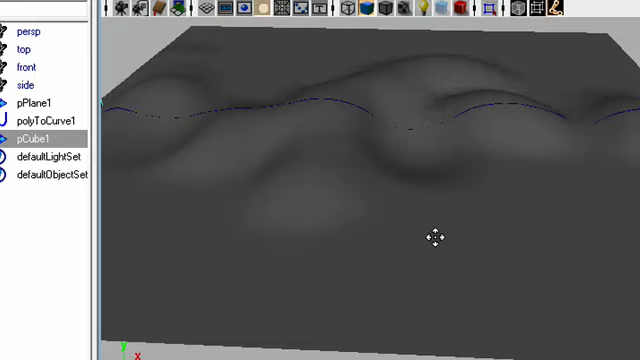 persp
top
front
side
pPlane1
polyToCurve1
pCube1
defaultLightSet
defaultObjectSet
x